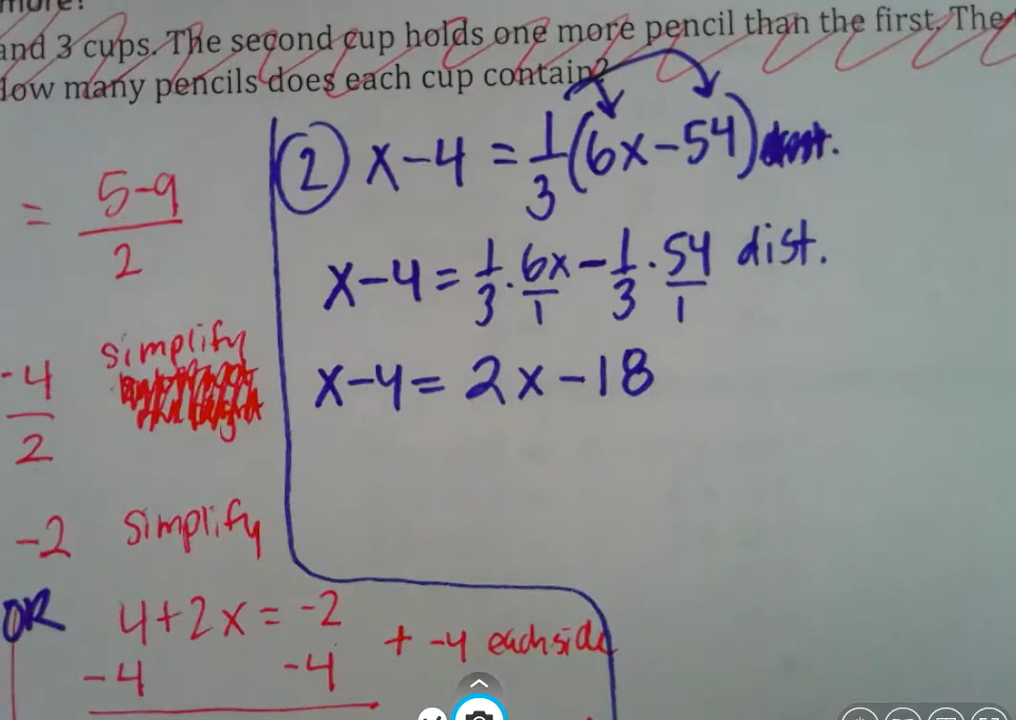 more!
and 3 cups. The second cup holds one more pencil than the first. The
How many pencils does each cup contain?
= 5-9/2
-4/2 simplify
-2 simplify
OR 4+2x = -2
-4 -4 + -4 each side
② x-4 = 1/3(6x-54)
x-4 = 1/3 · 6x/1 - 1/3 · 54/1 dist.
x-4 = 2x-18